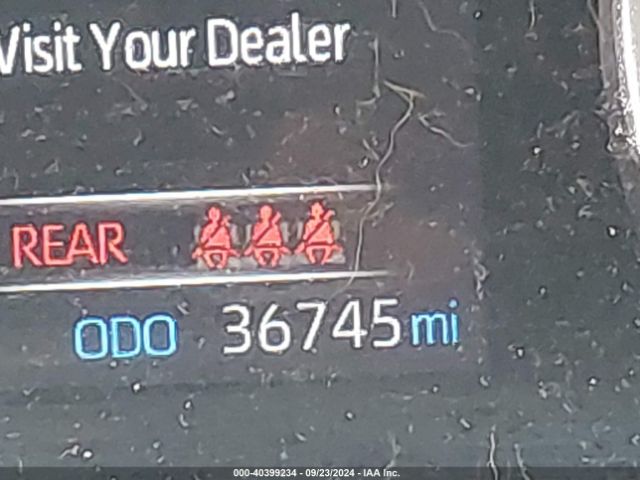 Visit Your Dealer
REAR
ODO 36745 mi
000-40399234 - 09/23/2024 - IAA Inc.